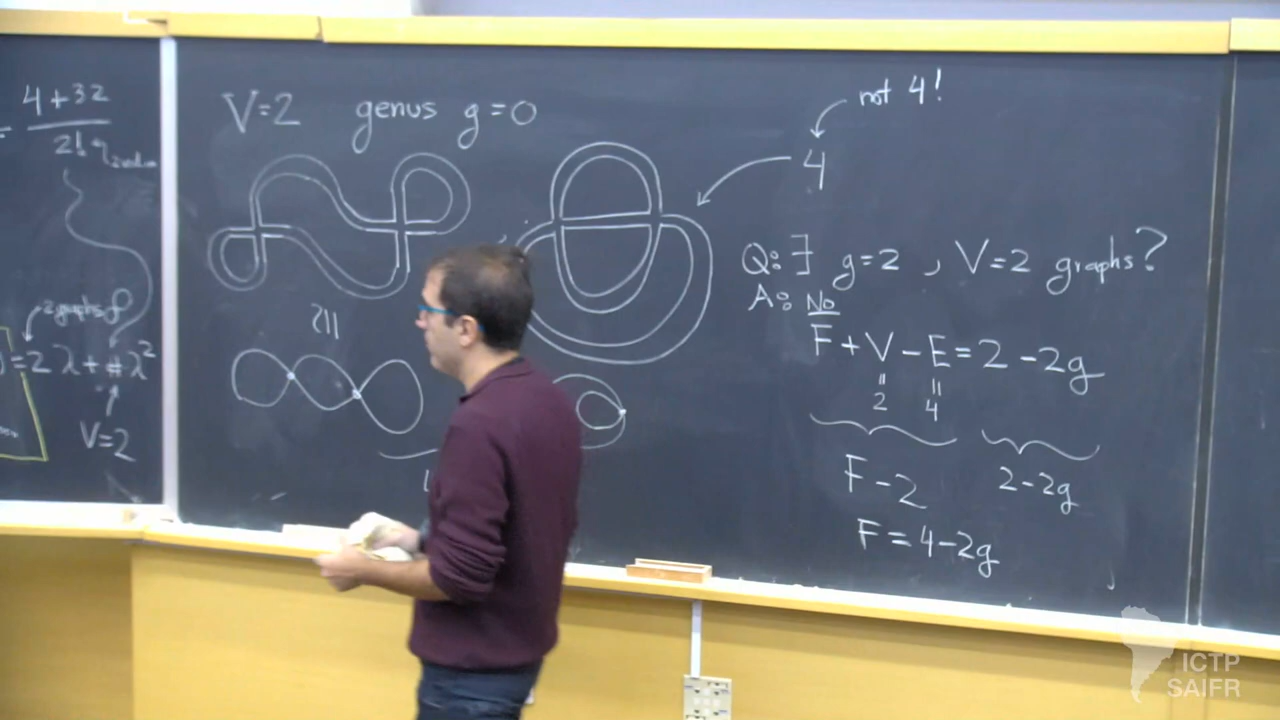 4+32
2!
2 graphs
=2λ+#λ²
V=2
V=2 genus g=0
not 4!
4
Q: ∃ g=2 , V=2 graphs?
A: No
F+V-E=2-2g
"
2
"
4
F-2
2-2g
F=4-2g
ICTP
SAIFR